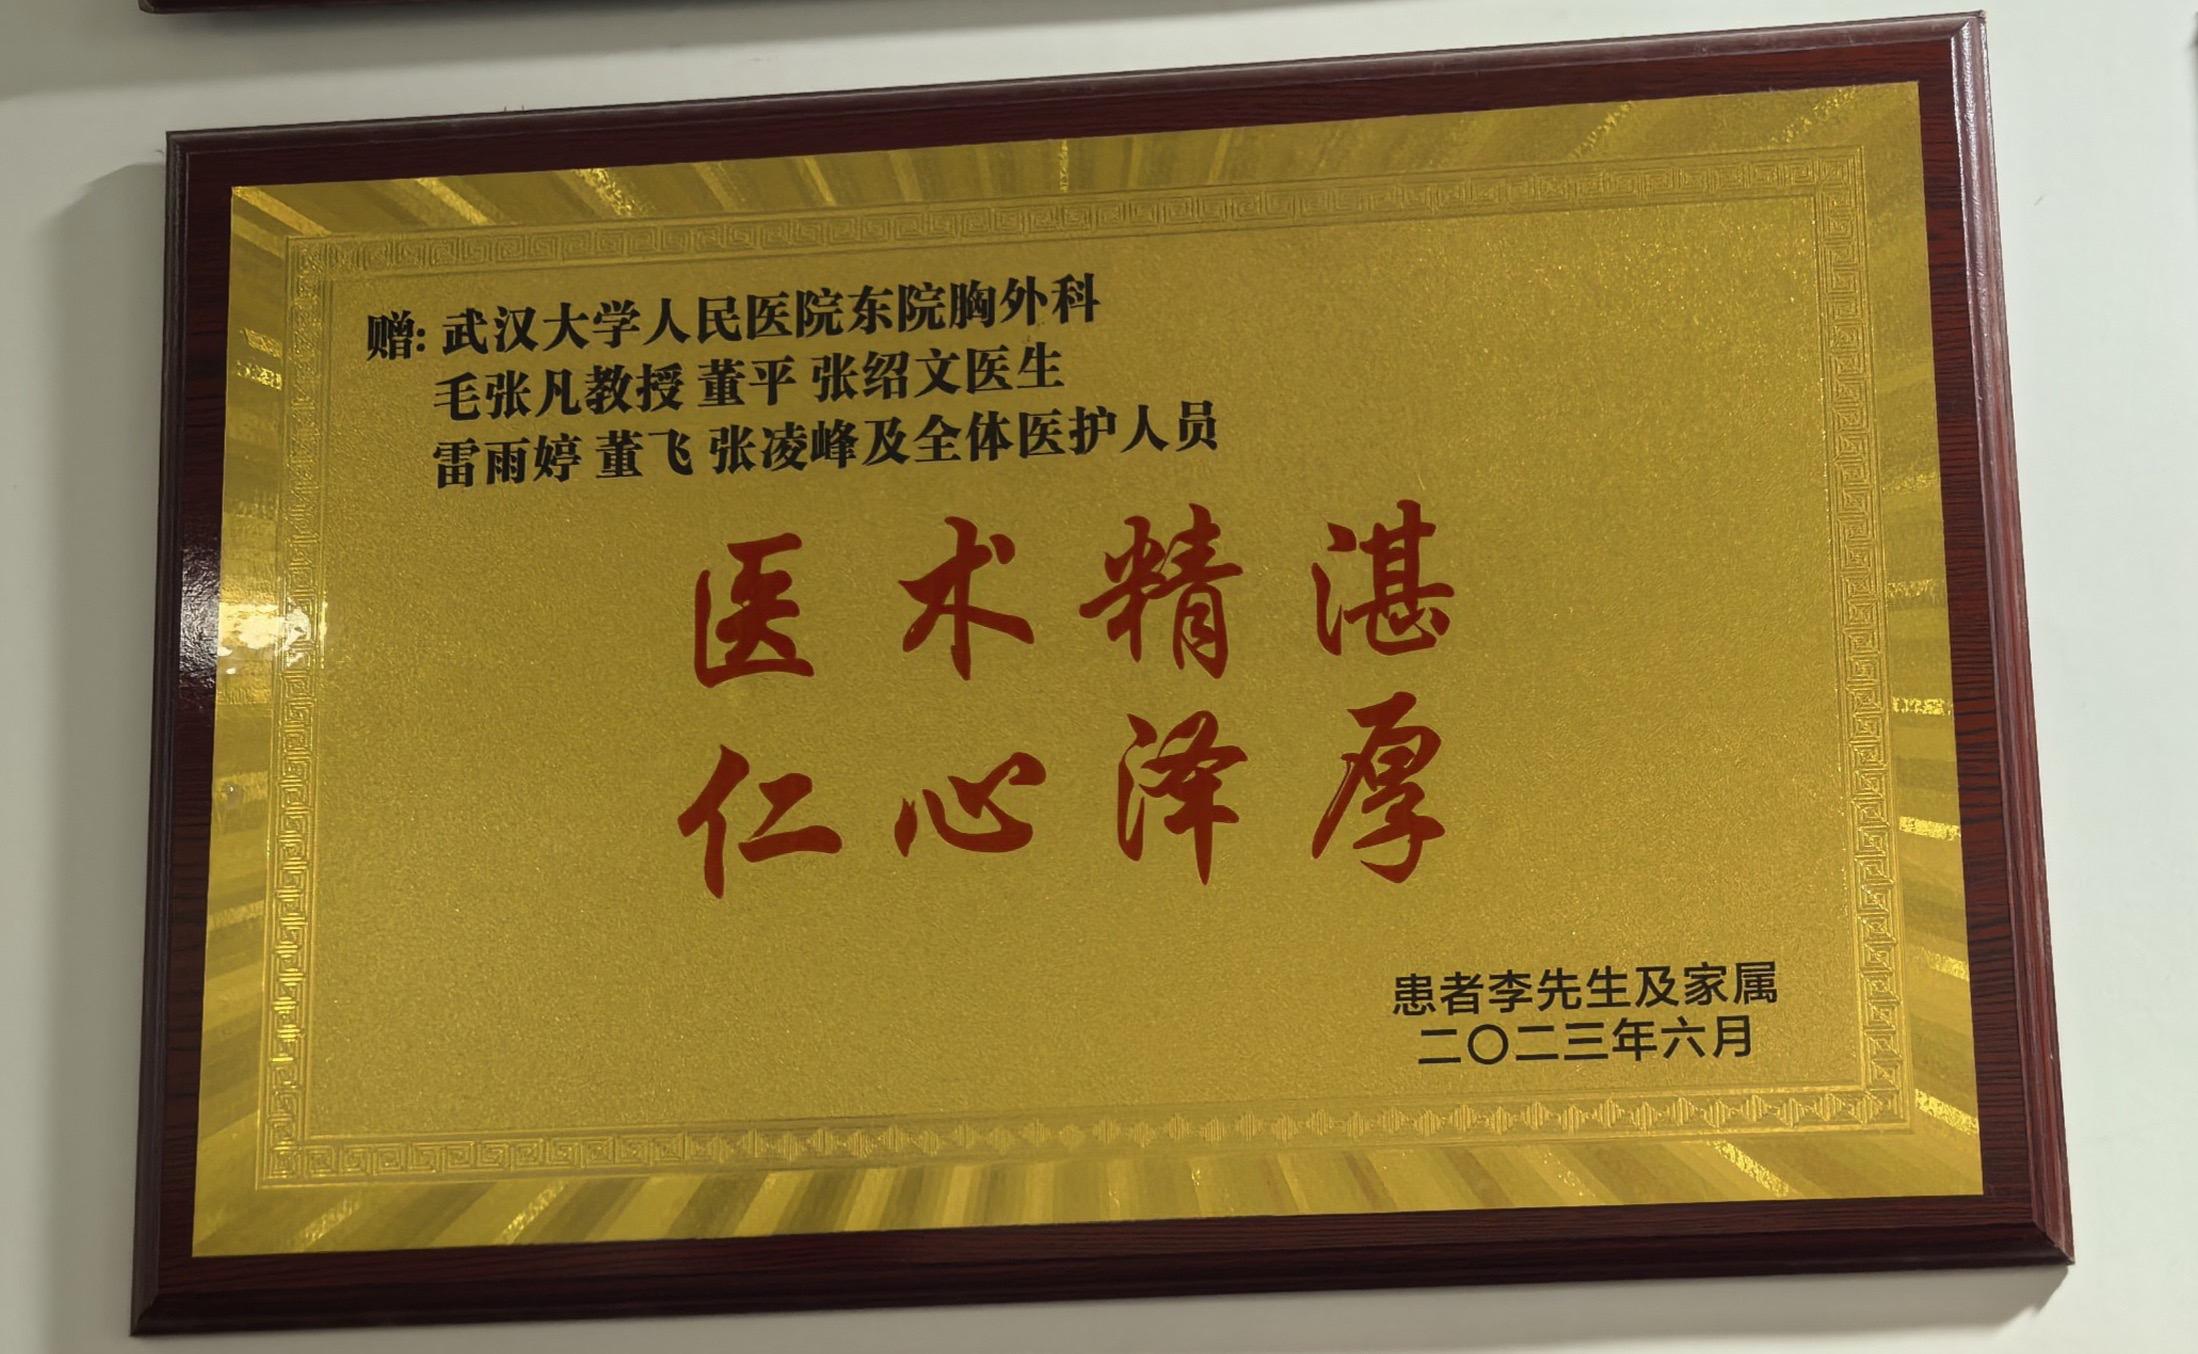 赠: 武汉大学人民医院东院胸外科
毛张凡教授 董平 张绍文医生
雷雨婷 董飞 张凌峰及全体医护人员
医术精湛
仁心泽厚
患者李先生及家属
二〇二三年六月